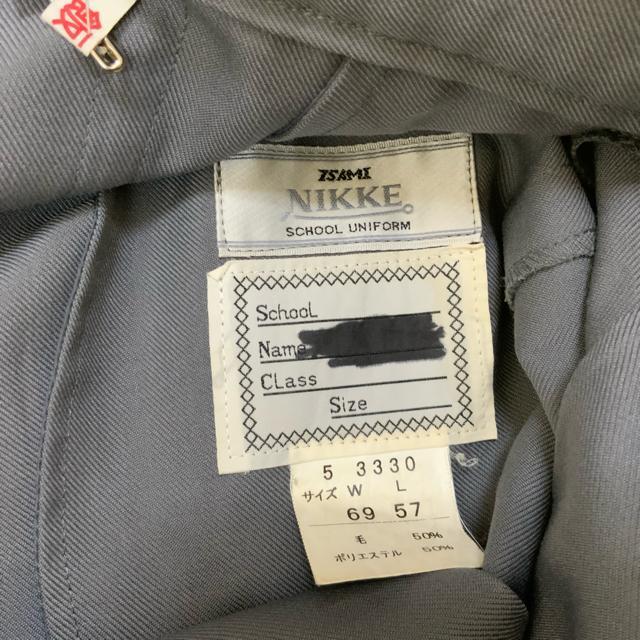 TSAMI
NIKKE
SCHOOL UNIFORM
School
Name
Class
Size
5 3330
サイズ W L
69 57
毛 50%
ポリエステル 50%